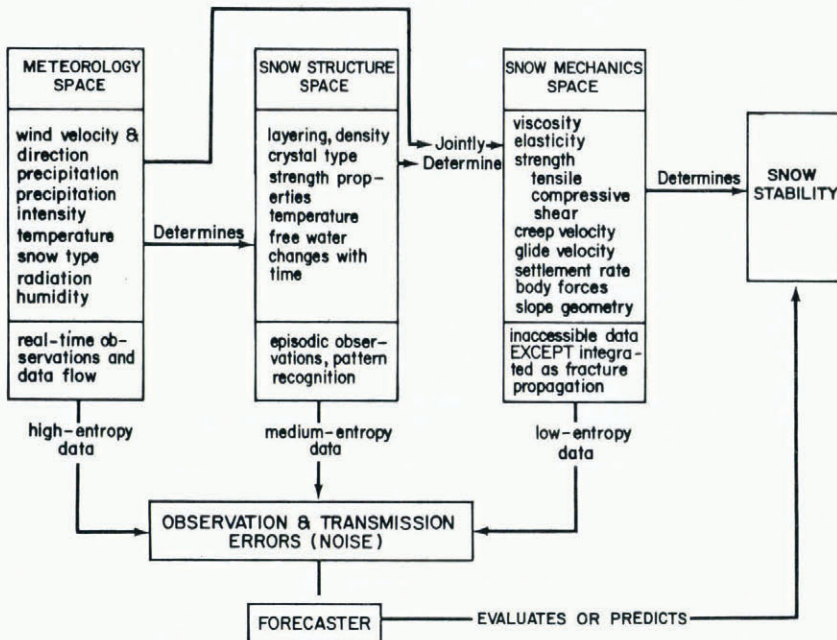 METEOROLOGY
SPACE
wind velocity &
direction
precipitation
precipitation
intensity
temperature
snow type
radiation
humidity
real-time ob-
servations and
data flow
Determines
SNOW STRUCTURE
SPACE
layering, density
crystal type
strength prop-
erties
temperature
free water
changes with
time
episodic obser-
vations, pattern
recognition
Jointly
Determine
SNOW MECHANICS
SPACE
viscosity
elasticity
strength
tensile
compressive
shear
creep velocity
glide velocity
settlement rate
body forces
slope geometry
inaccessible data
EXCEPT integra-
ted as fracture
propagation
Determines
SNOW
STABILITY
high-entropy
data
medium-entropy
data
low-entropy
data
OBSERVATION & TRANSMISSION
ERRORS (NOISE)
FORECASTER
EVALUATES OR PREDICTS